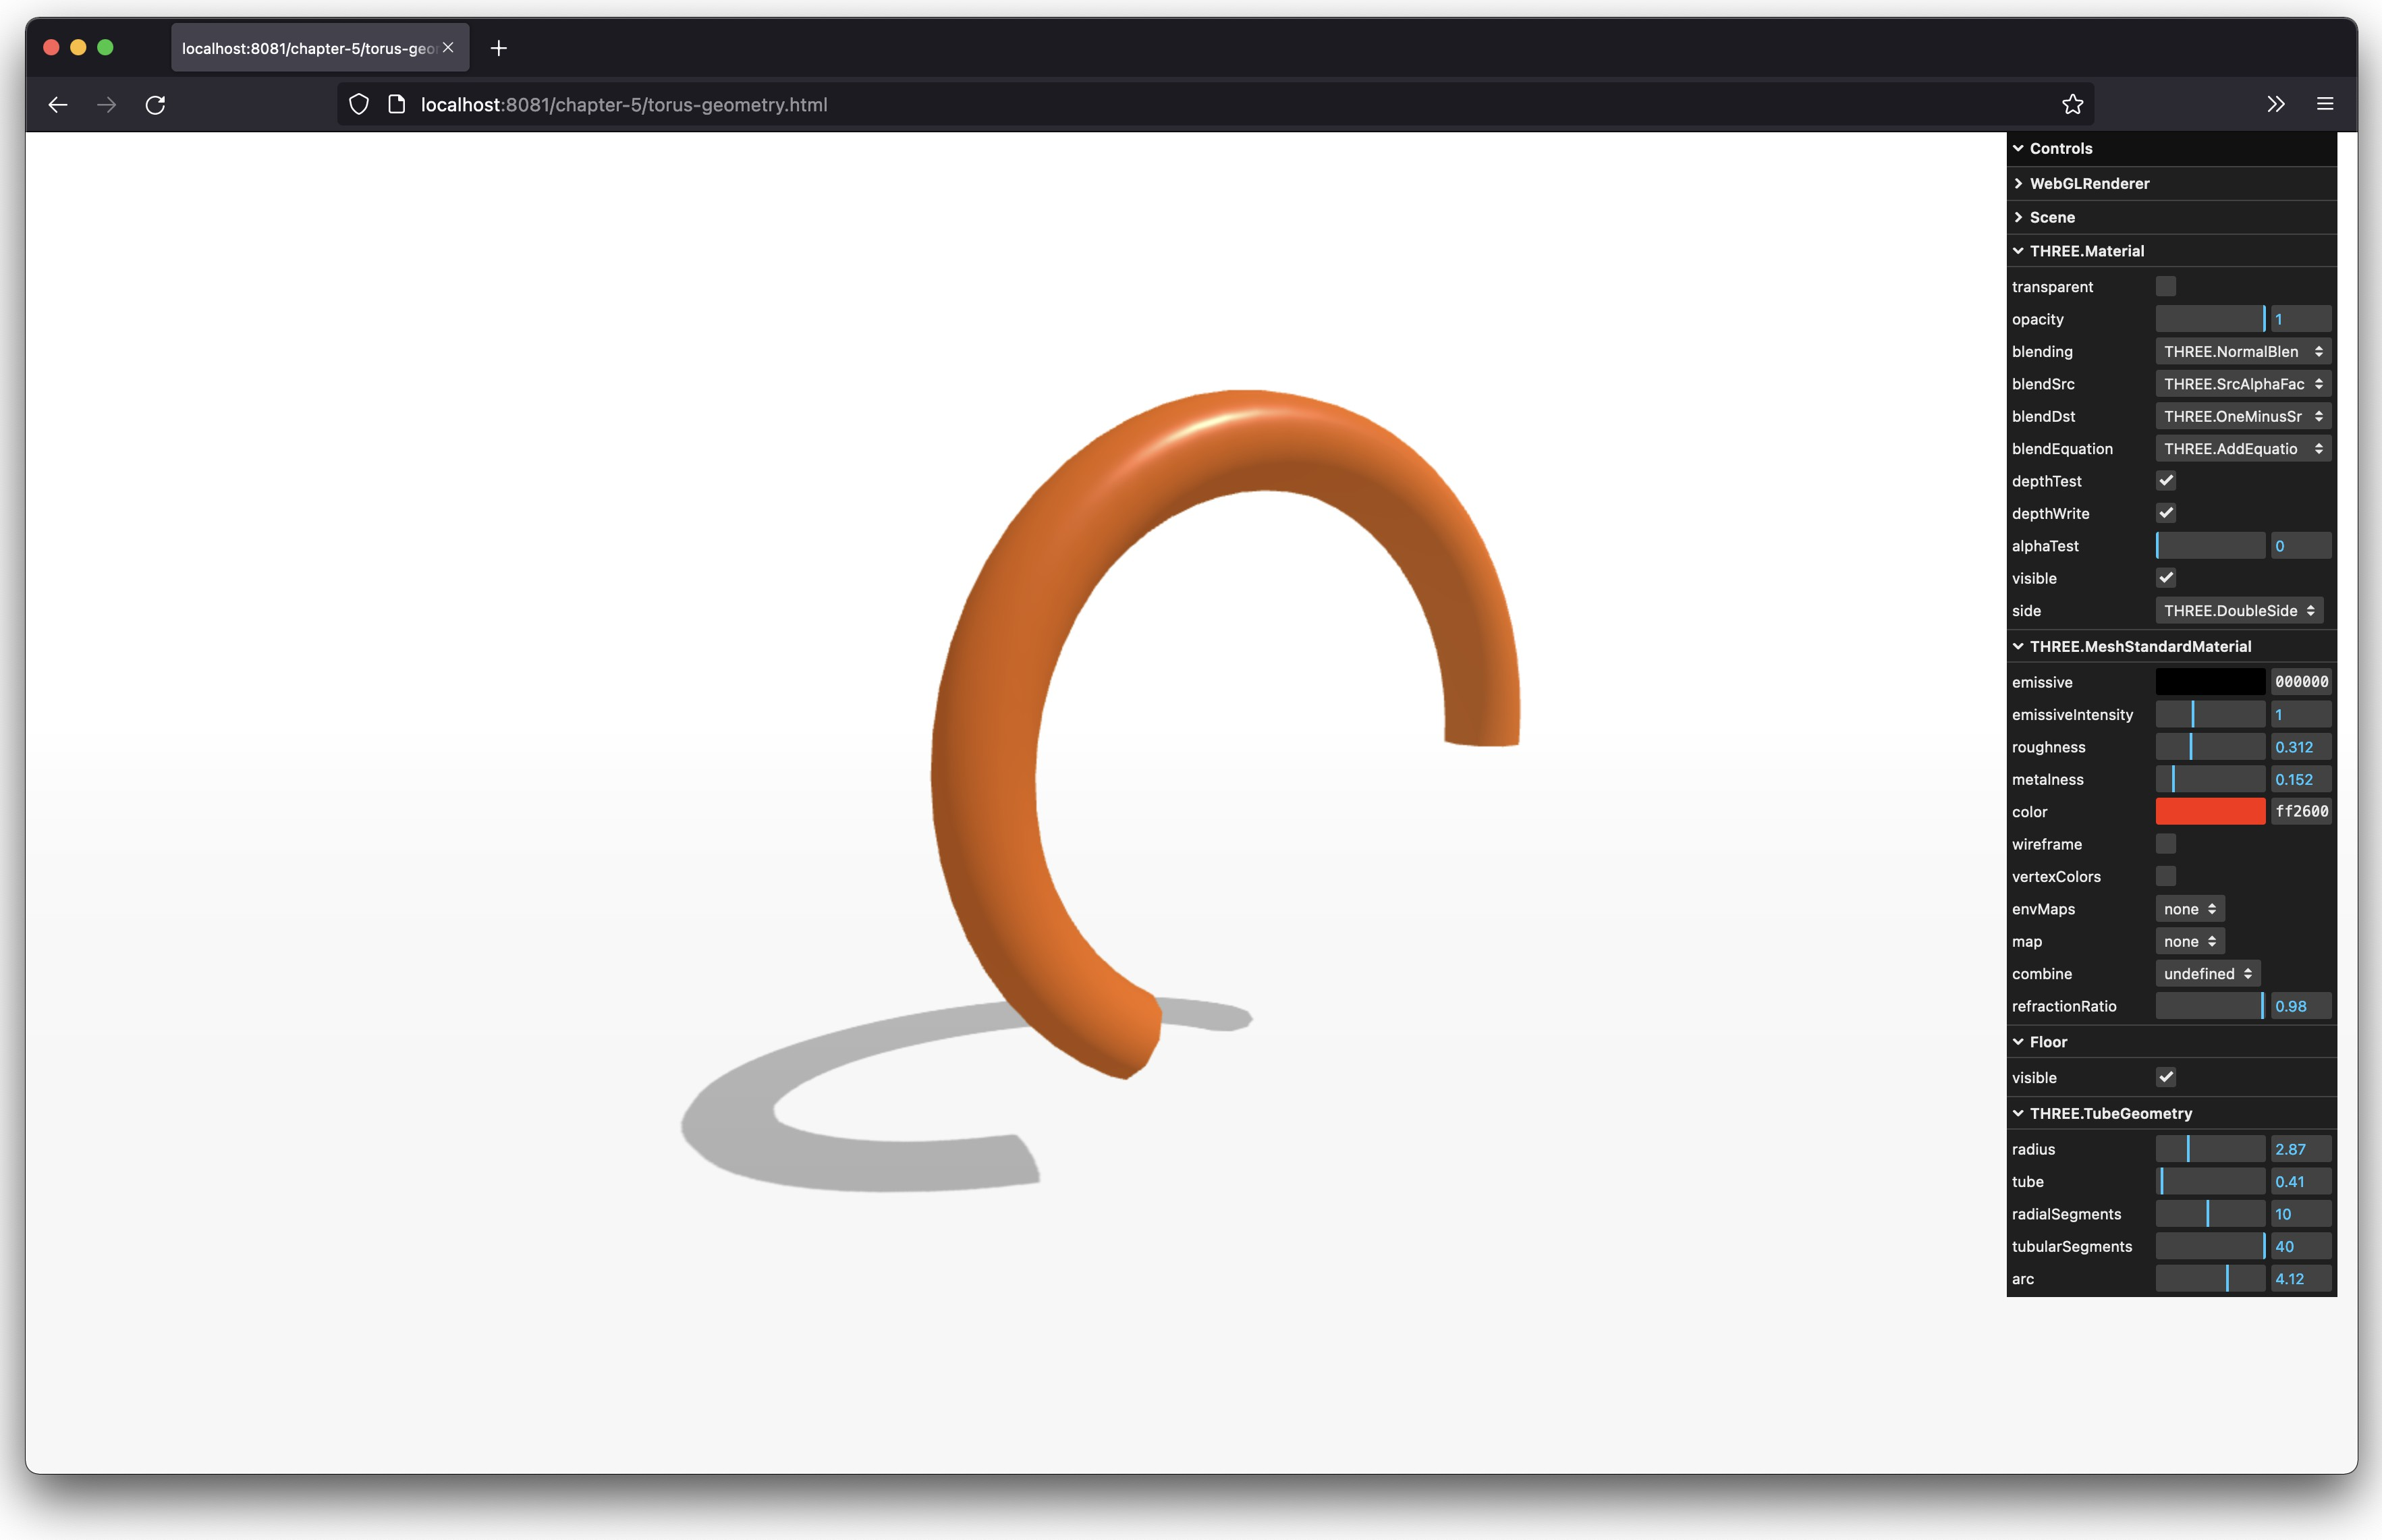 localhost:8081/chapter-5/torus-geo
localhost:8081/chapter-5/torus-geometry.html
Controls
WebGLRenderer
Scene
THREE.Material
transparent
opacity 1
blending THREE.NormalBlen
blendSrc THREE.SrcAlphaFac
blendDst THREE.OneMinusSr
blendEquation THREE.AddEquatio
depthTest
depthWrite
alphaTest 0
visible
side THREE.DoubleSide
THREE.MeshStandardMaterial
emissive 000000
emissiveIntensity 1
roughness 0.312
metalness 0.152
color ff2600
wireframe
vertexColors
envMaps none
map none
combine undefined
refractionRatio 0.98
Floor
visible
THREE.TubeGeometry
radius 2.87
tube 0.41
radialSegments 10
tubularSegments 40
arc 4.12